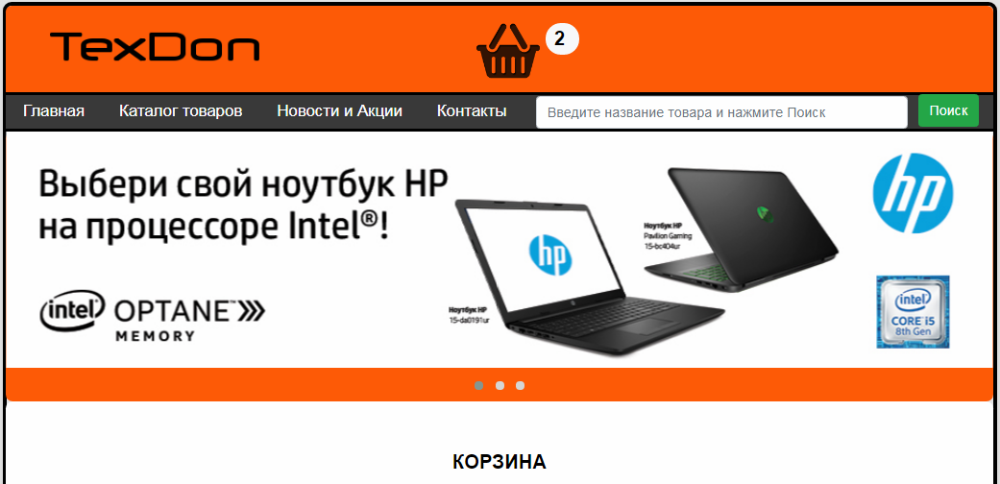 TexDon
2
Главная Каталог товаров Новости и Акции Контакты Введите название товара и нажмите Поиск Поиск
Выбери свой ноутбук HP
на процессоре Intel®!
hp
Ноутбук HP
Pavilion Gaming
15-bc404ur
hp
intel OPTANE™
MEMORY
Ноутбук HP
15-da0191ur
intel
CORE i5
8th Gen
КОРЗИНА